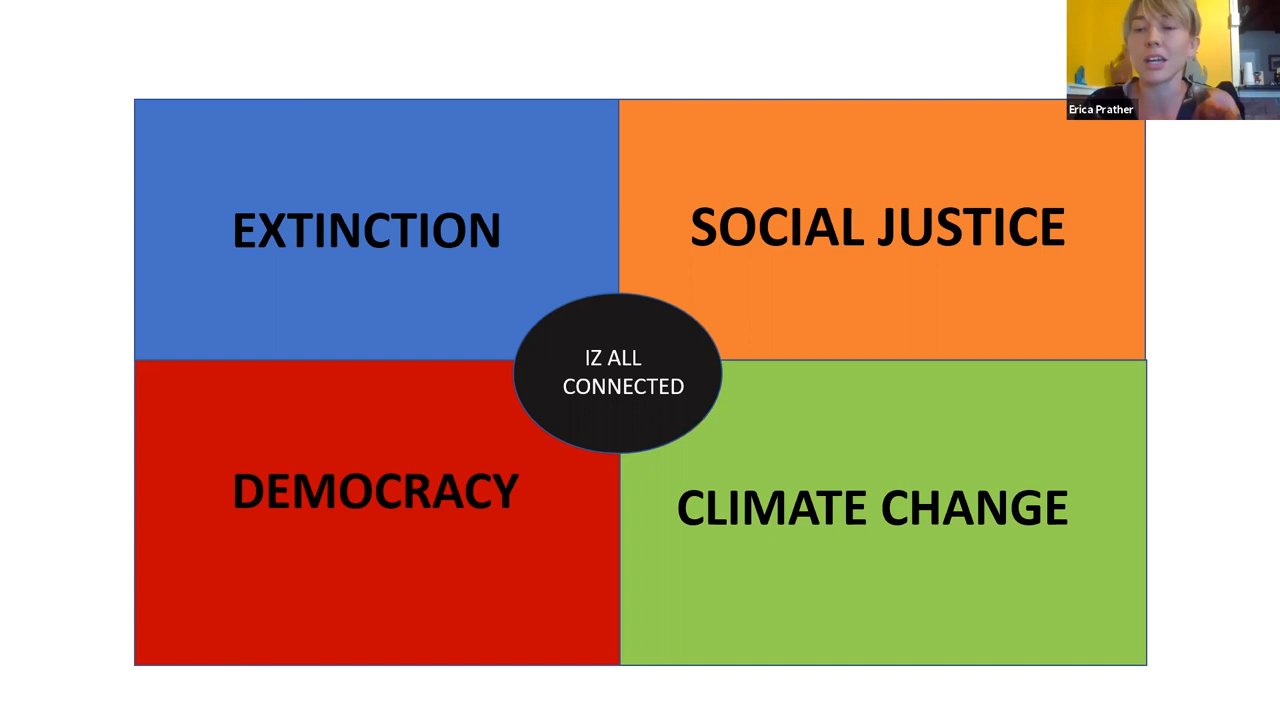 Erica Prather
EXTINCTION
SOCIAL JUSTICE
IZ ALL
CONNECTED
DEMOCRACY
CLIMATE CHANGE